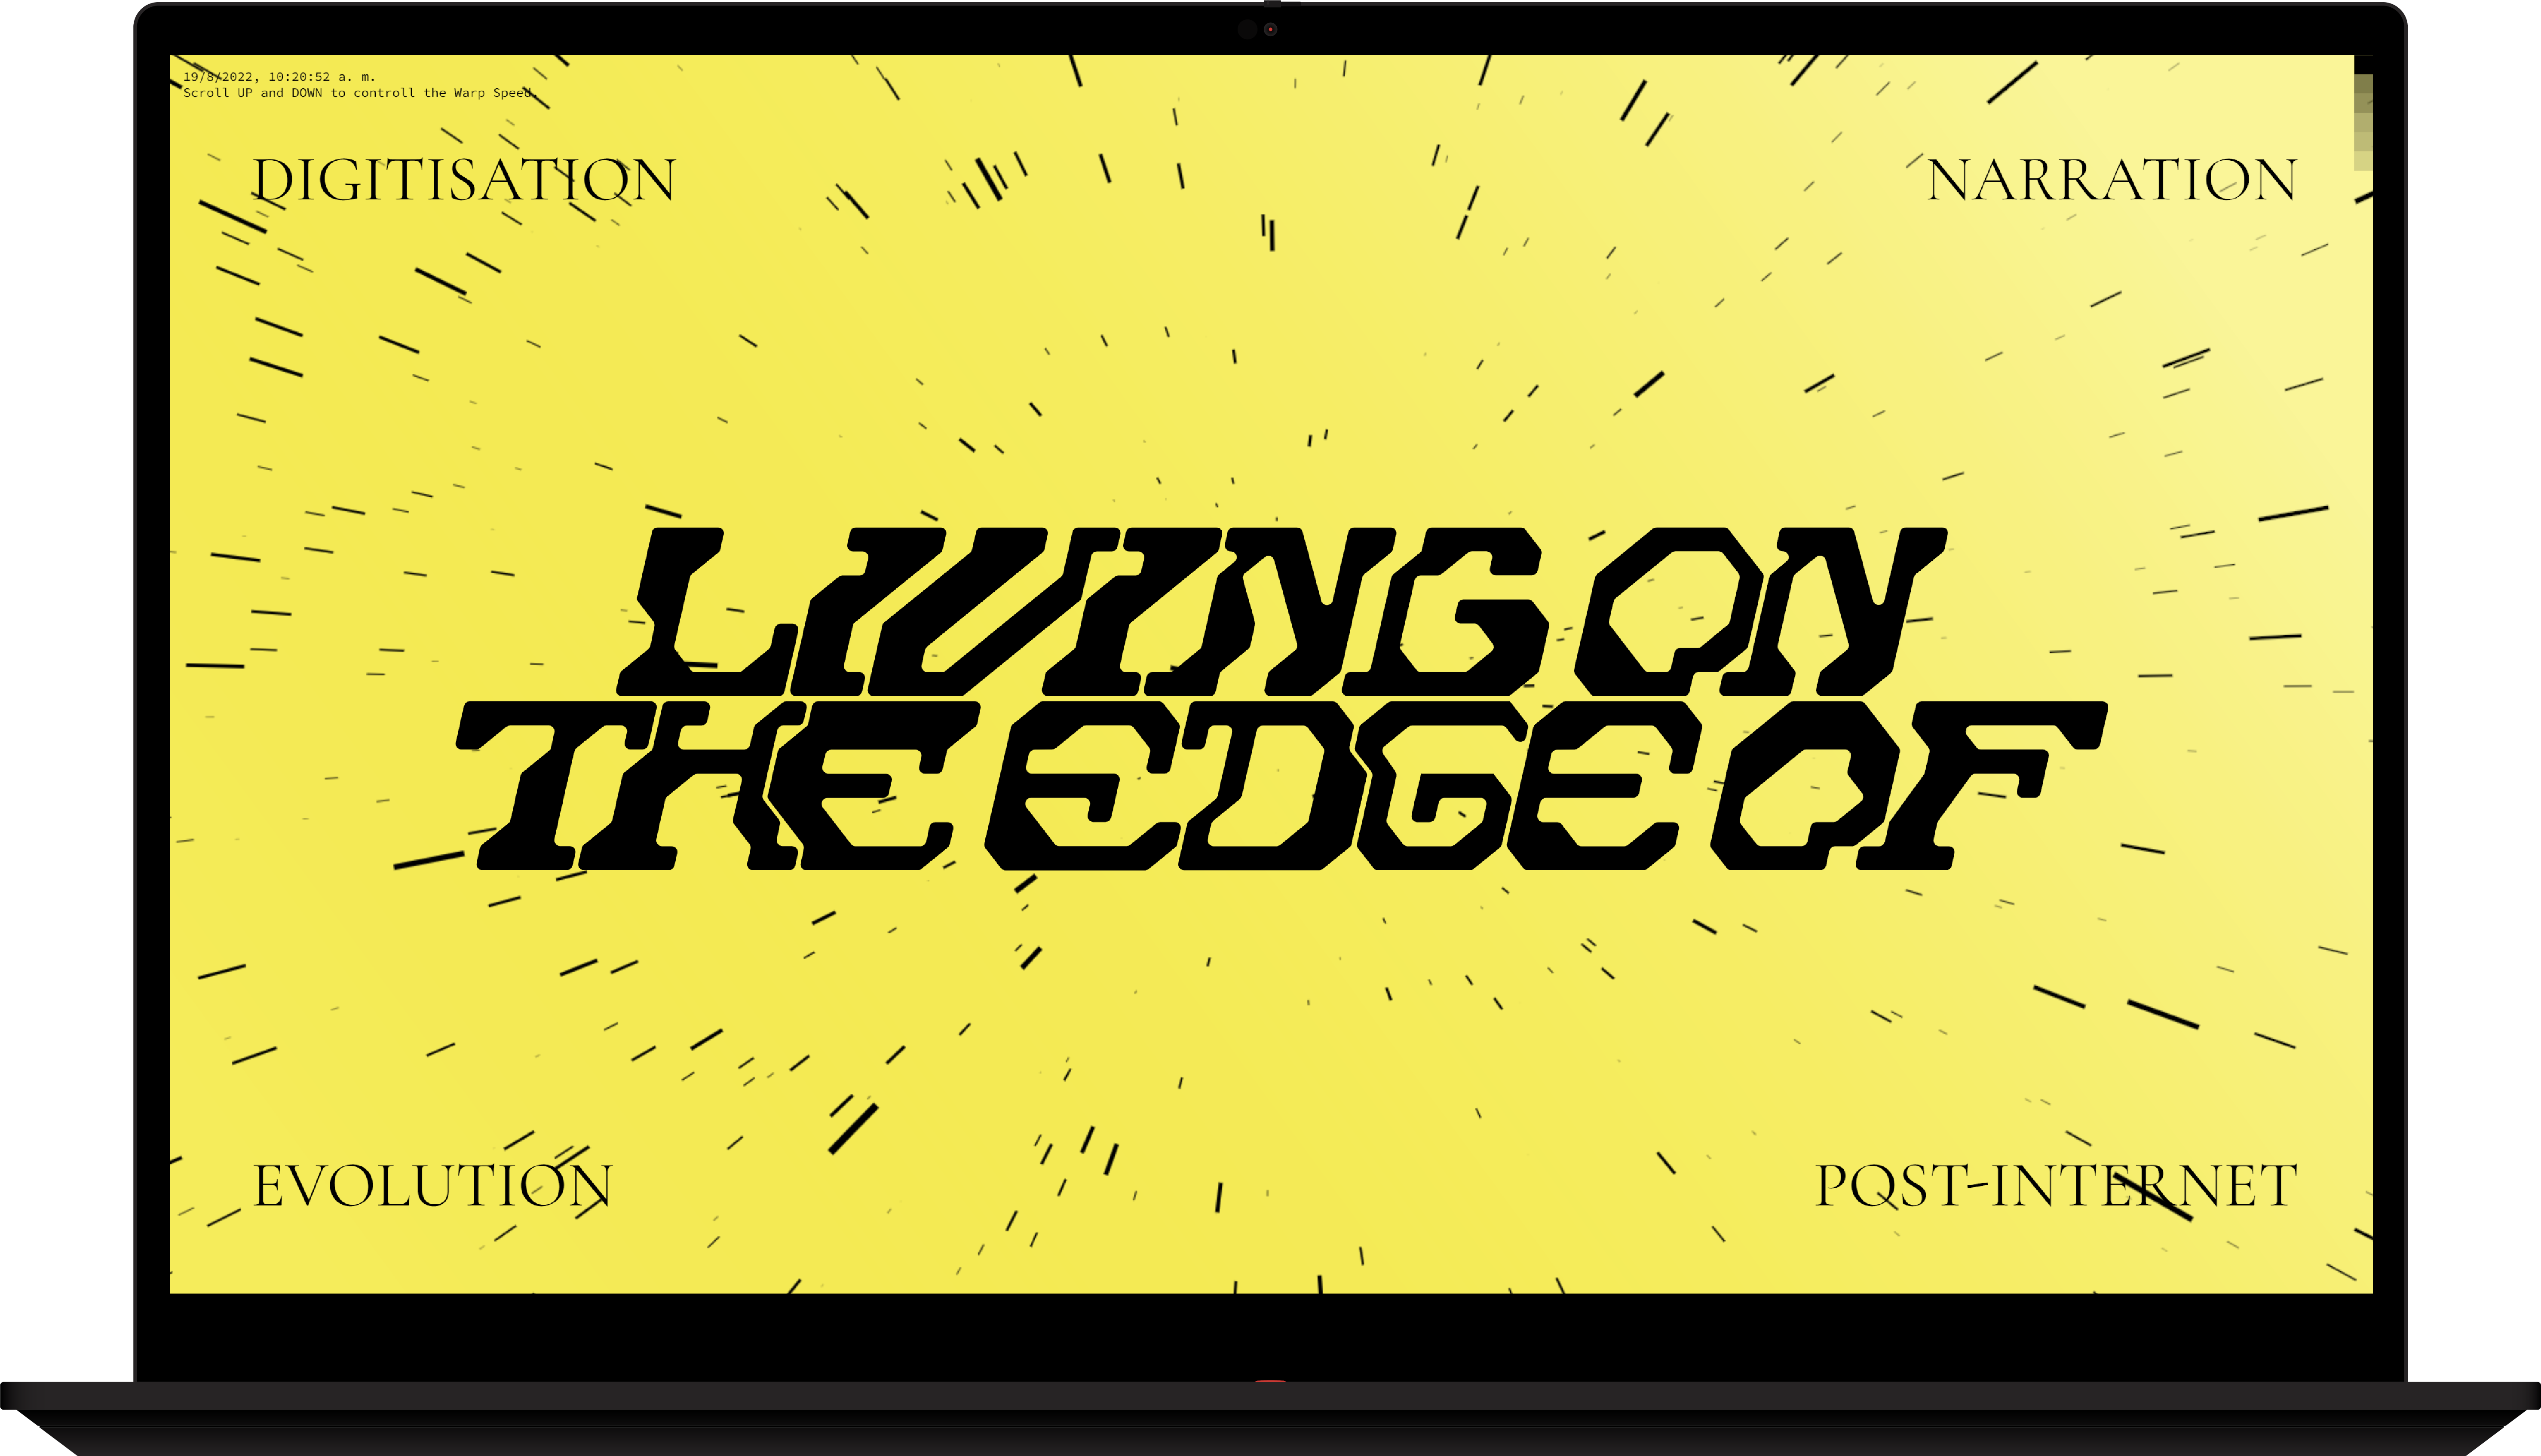 19/8/2022, 10:20:52 a. m.
Scroll UP and DOWN to controll the Warp Speed.
DIGITISATION
NARRATION
LIVING ON
THE EDGE OF
EVOLUTION
POST-INTERNET